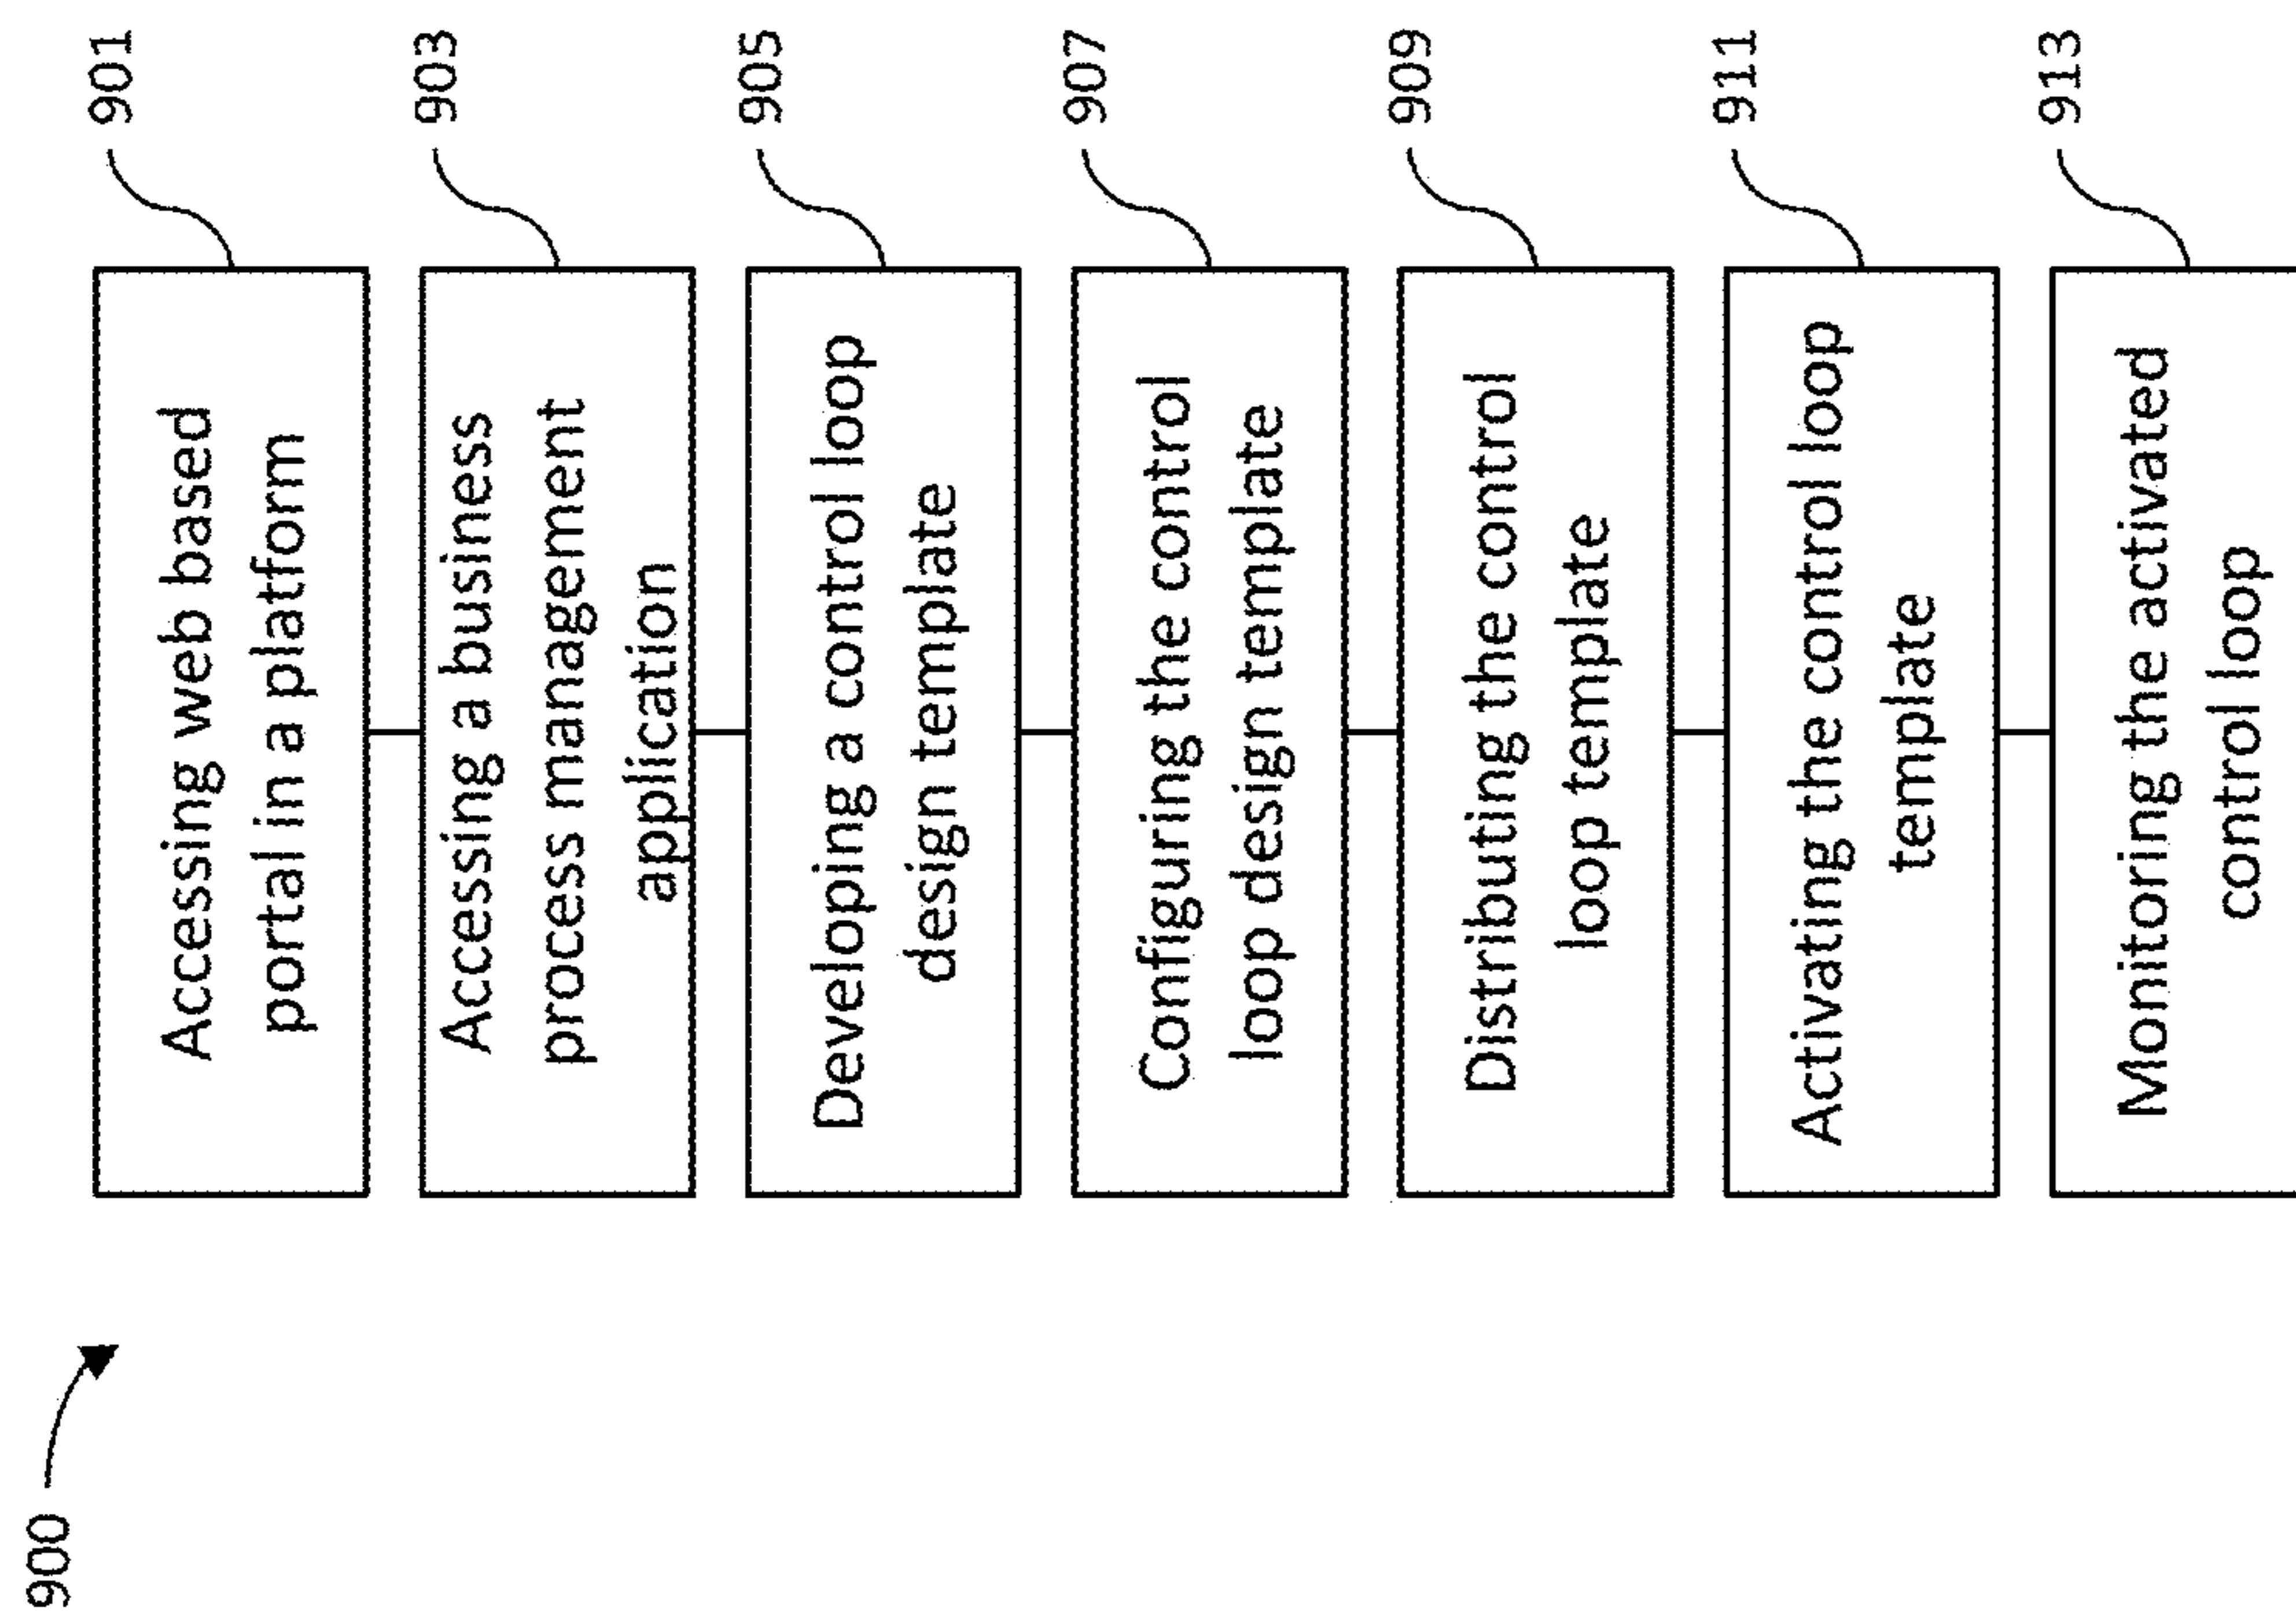 900
Accessing web based
portal in a platform
901
Accessing a business
process management
application
903
Developing a control loop
design template
905
Configuring the control
loop design template
907
Distributing the control
loop template
909
Activating the control loop
template
911
Monitoring the activated
control loop
913